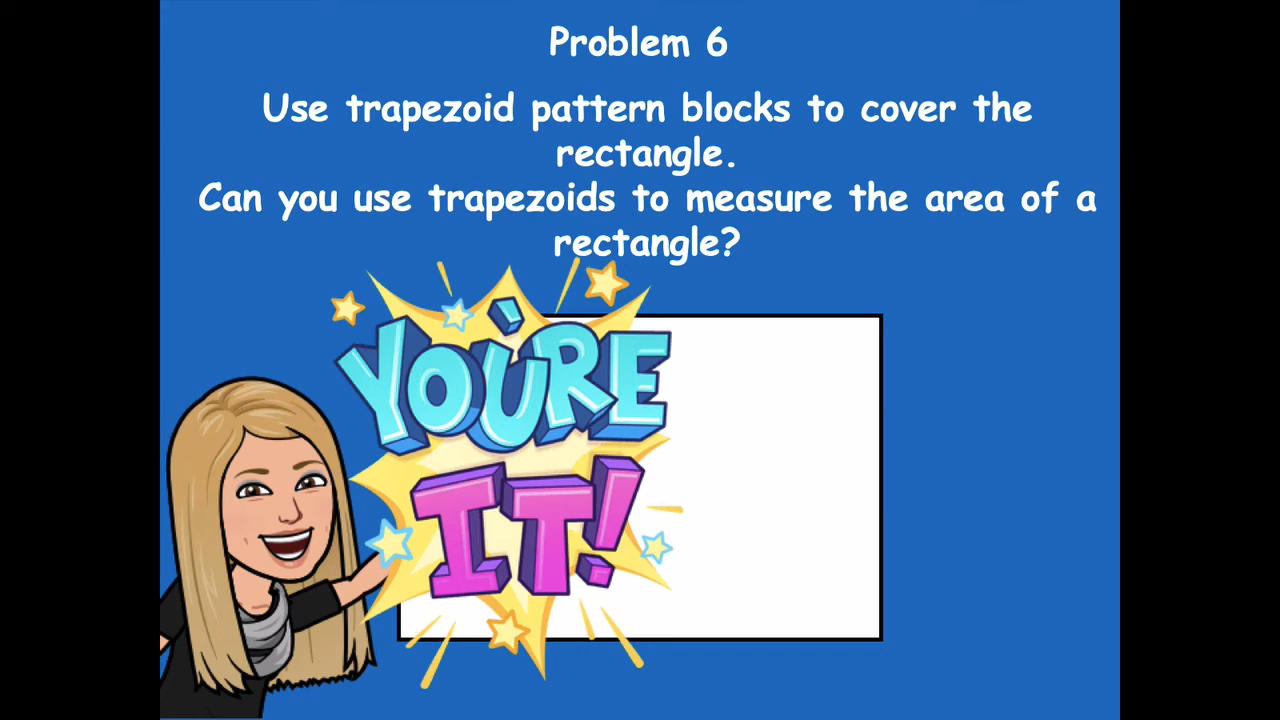 Problem 6
Use trapezoid pattern blocks to cover the
rectangle.
Can you use trapezoids to measure the area of a
rectangle?
YOU'RE
IT!